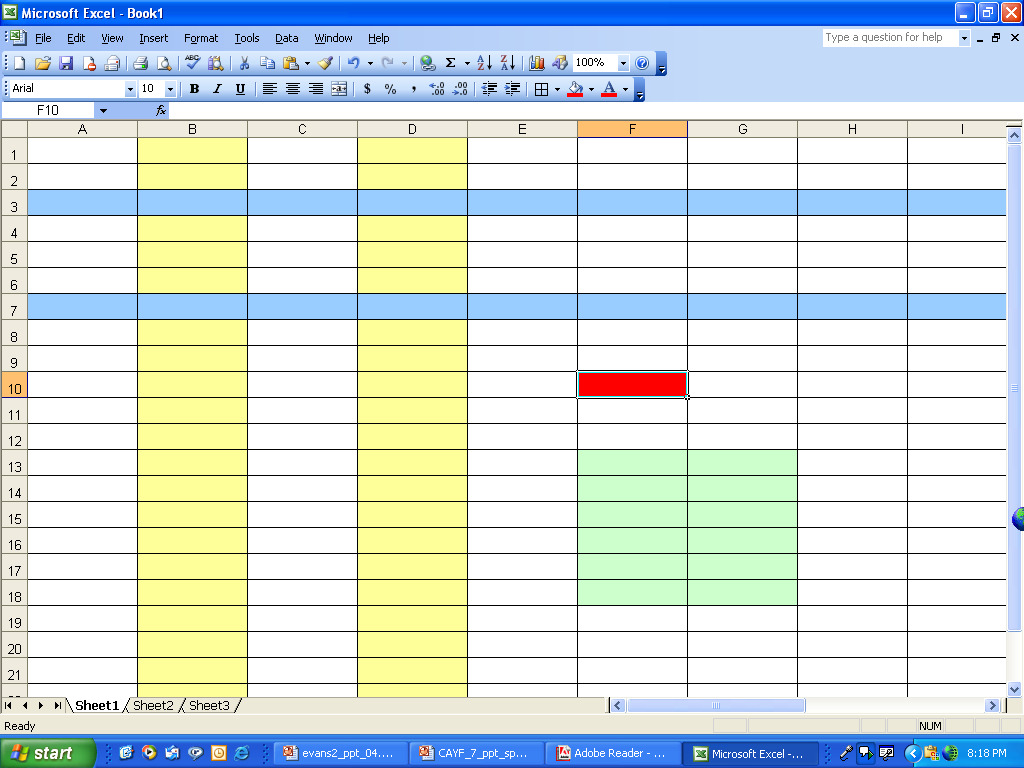 Microsoft Excel - Book1
File Edit View Insert Format Tools Data Window Help Type a question for help
100%
Arial 10 B I U $ % ,
F10 fx
A B C D E F G H I
1
2
3
4
5
6
7
8
9
10
11
12
13
14
15
16
17
18
19
20
21
Sheet1 Sheet2 Sheet3
Ready NUM
start evans2_ppt_04.... CAYF_7_ppt_sp... Adobe Reader - ... Microsoft Excel -... 8:18 PM